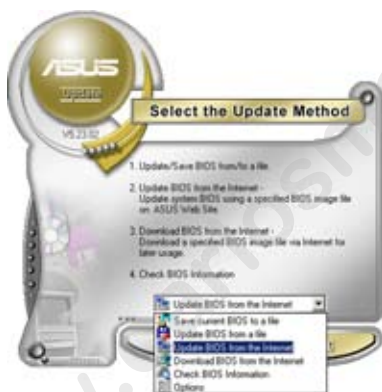 ASUS
Update
V5.23.02
Select the Update Method
1. Update/Save BIOS from/to a file.
2. Update BIOS from the Internet -
Update system BIOS using a specified BIOS image file
on ASUS Web Site.
3. Download BIOS from the Internet -
Download a specified BIOS image file via Internet for
later usage.
4. Check BIOS Information
Update BIOS from the Internet
Save current BIOS to a file
Update BIOS from a file
Update BIOS from the Internet
Download BIOS from the Internet
Check BIOS Information
Options